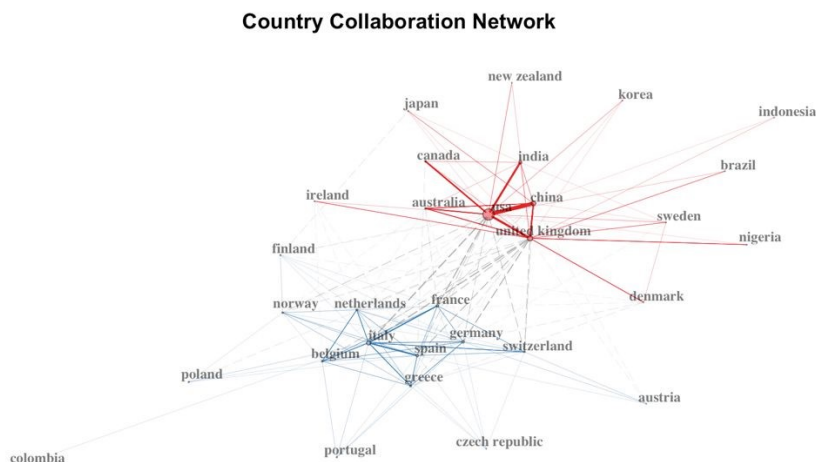 Country Collaboration Network
new zealand
korea
japan
indonesia
canada
india
brazil
ireland
australia
usa
china
sweden
united kingdom
nigeria
finland
norway
netherlands
france
denmark
italy
germany
belgium
spain
switzerland
poland
greece
austria
portugal
czech republic
colombia